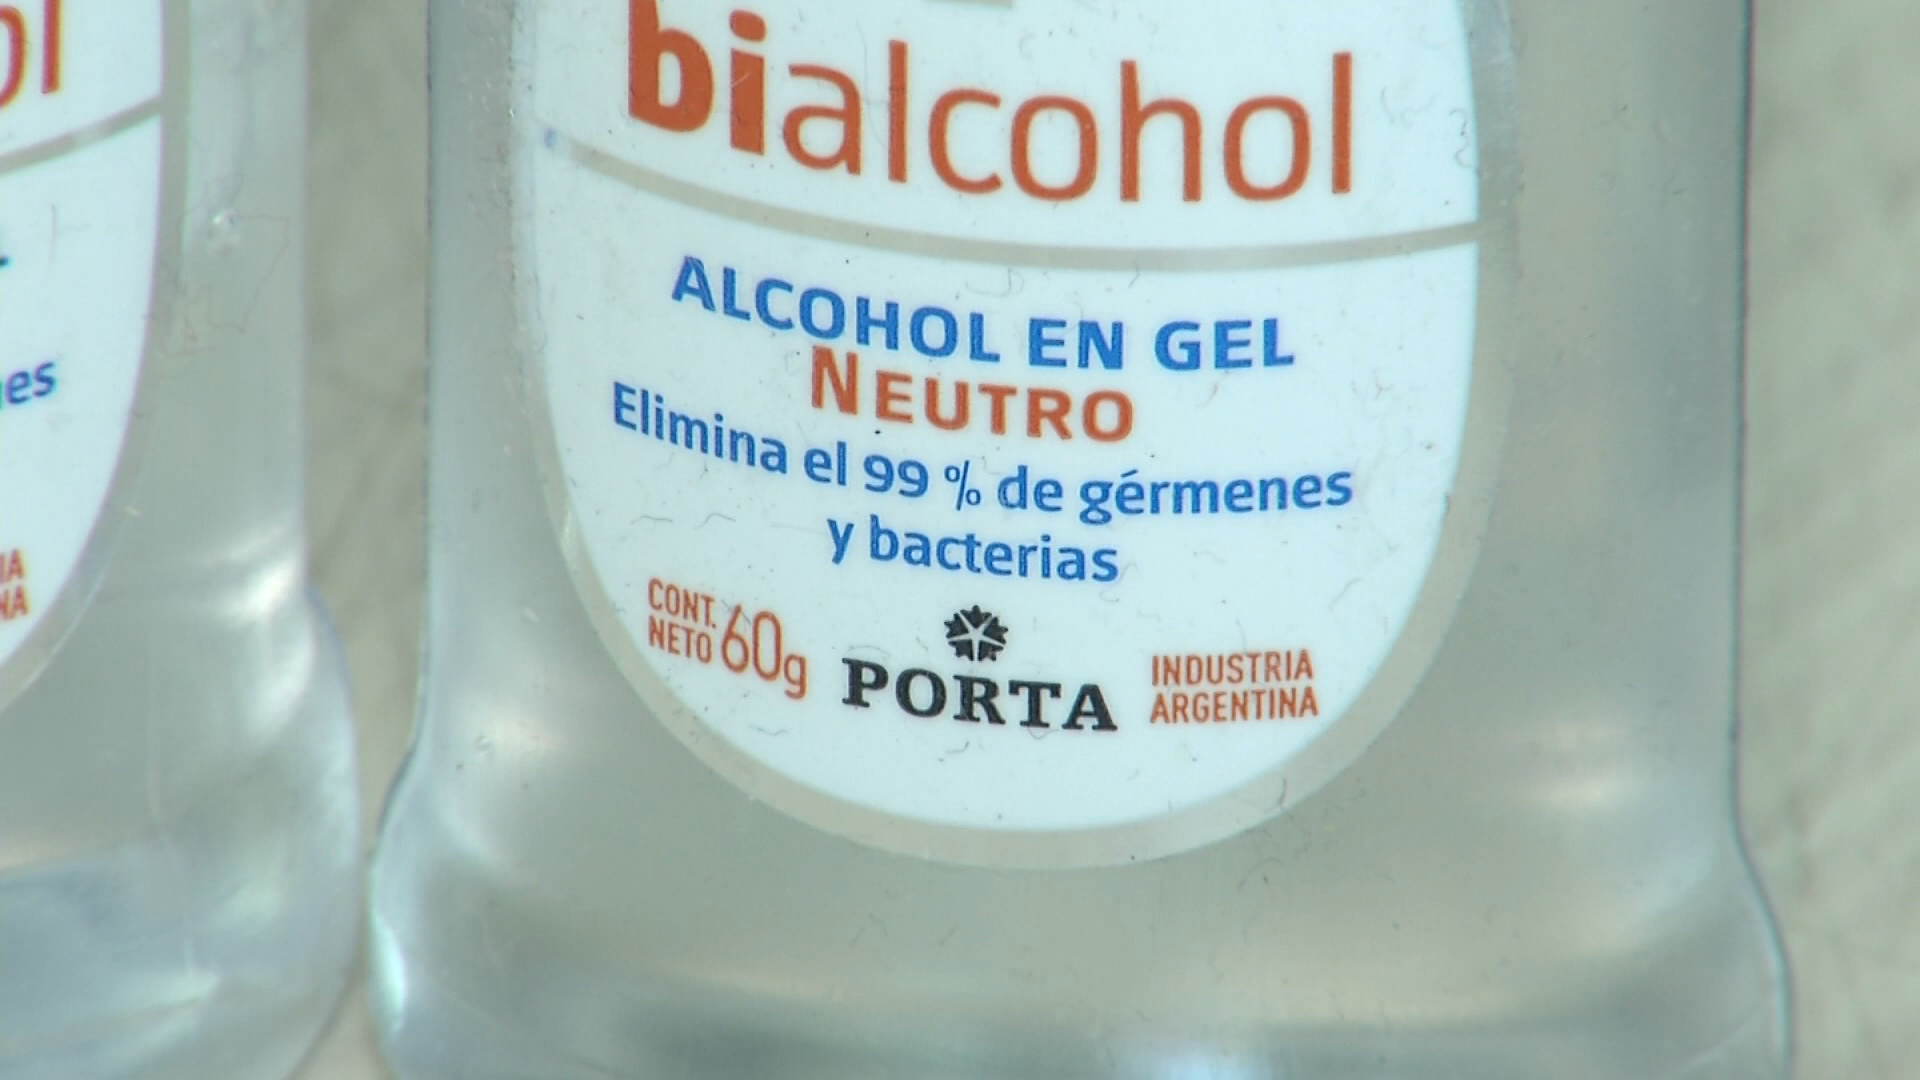 bialcohol
ALCOHOL EN GEL
NEUTRO
Elimina el 99 % de gérmenes
y bacterias
CONT.
NETO 60g
PORTA
INDUSTRIA
ARGENTINA